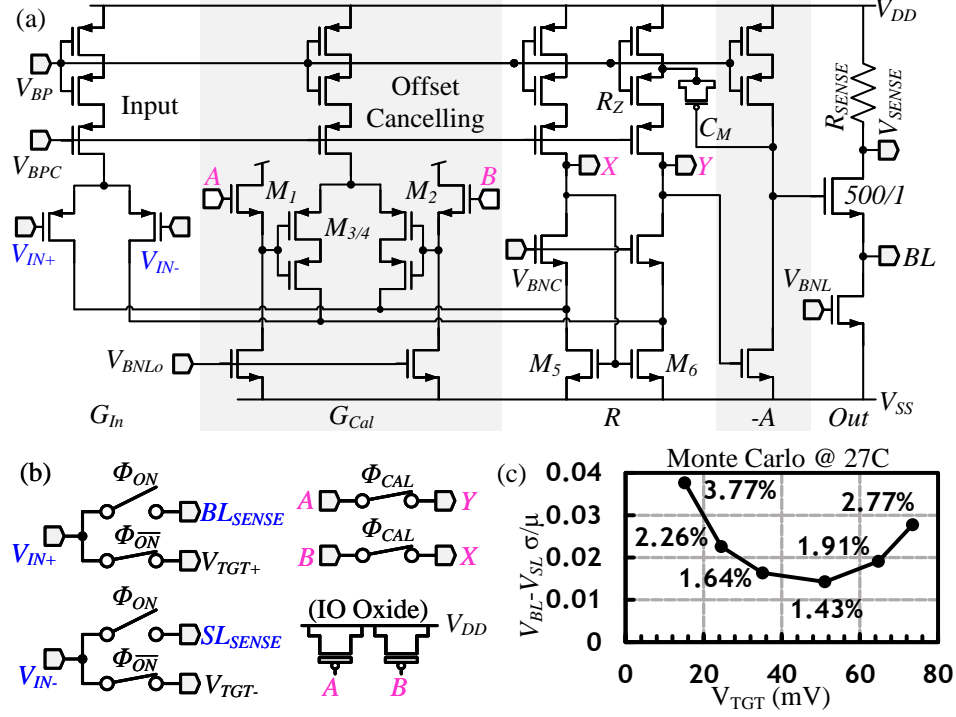 (a)
V_DD
V_BP
Input
Offset
Cancelling
R_Z
C_M
R_SENSE
V_SENSE
V_BPC
A
M_1
M_2
B
X
Y
500/1
M_3/4
V_IN+
V_IN-
V_BNC
BL
V_BNL
V_BNLo
M_5
M_6
V_SS
G_In
G_Cal
R
-A
Out
(b)
Φ_ON
BL_SENSE
V_IN+
Φ_O̅N̅
V_TGT+
Φ_ON
SL_SENSE
V_IN-
Φ_O̅N̅
V_TGT-
A
Φ_CAL
Y
B
Φ_CAL
X
(IO Oxide)
V_DD
A
B
(c)
Monte Carlo @ 27C
V_BL-V_SL σ/μ
0.04
0.03
0.02
0.01
0
3.77%
2.26%
1.64%
1.43%
1.91%
2.77%
0 20 40 60 80
V_TGT (mV)